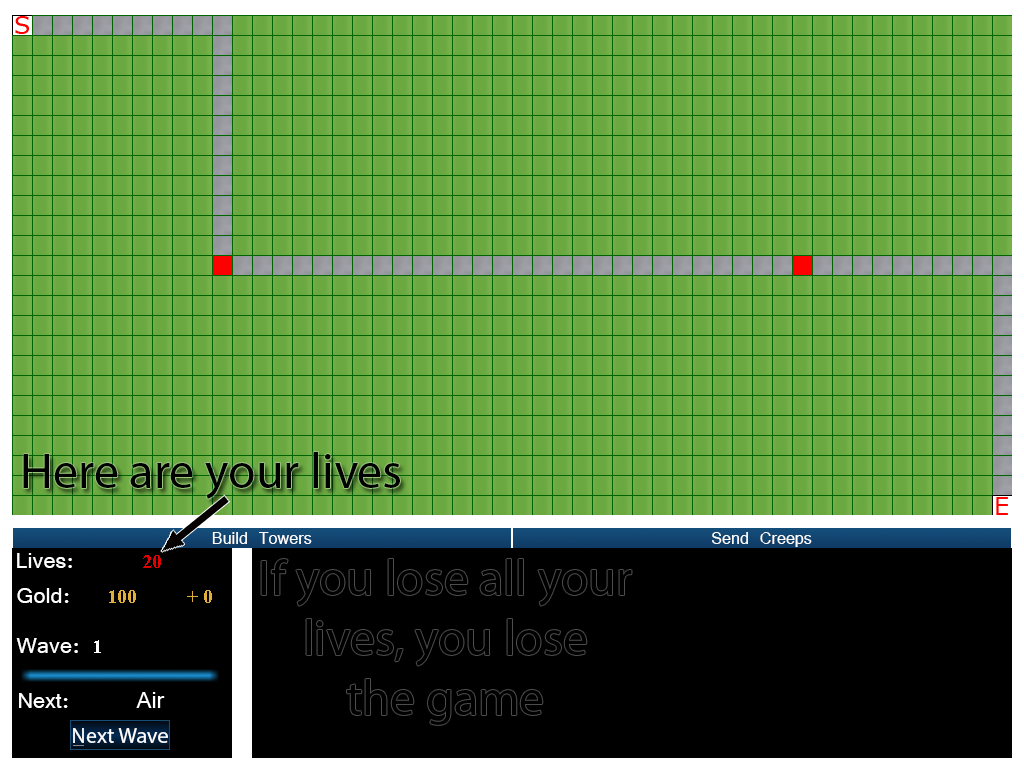 S
Here are your lives
E
Build Towers
Send Creeps
Lives: 20
Gold: 100 + 0
Wave: 1
Next: Air
Next Wave
If you lose all your
lives, you lose
the game